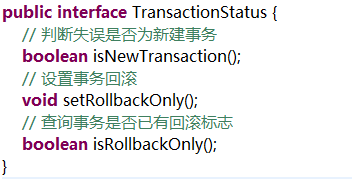 public interface TransactionStatus {
// 判断失误是否为新建事务
boolean isNewTransaction();
// 设置事务回滚
void setRollbackOnly();
// 查询事务是否已有回滚标志
boolean isRollbackOnly();
}